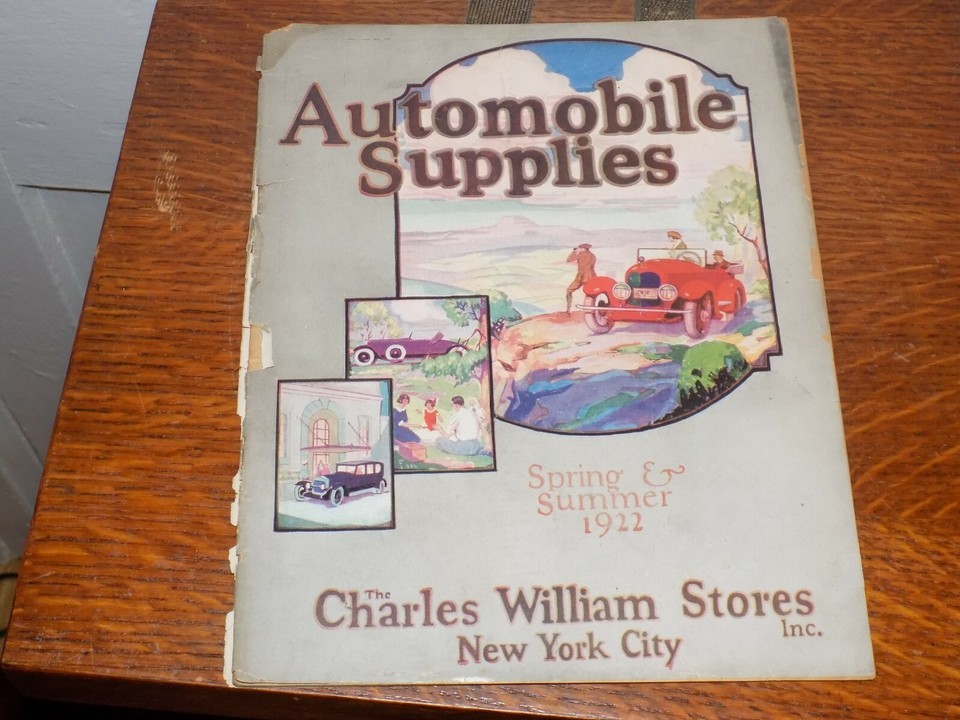 Automobile
Supplies
Spring &
Summer
1922
The
Charles William Stores
Inc.
New York City